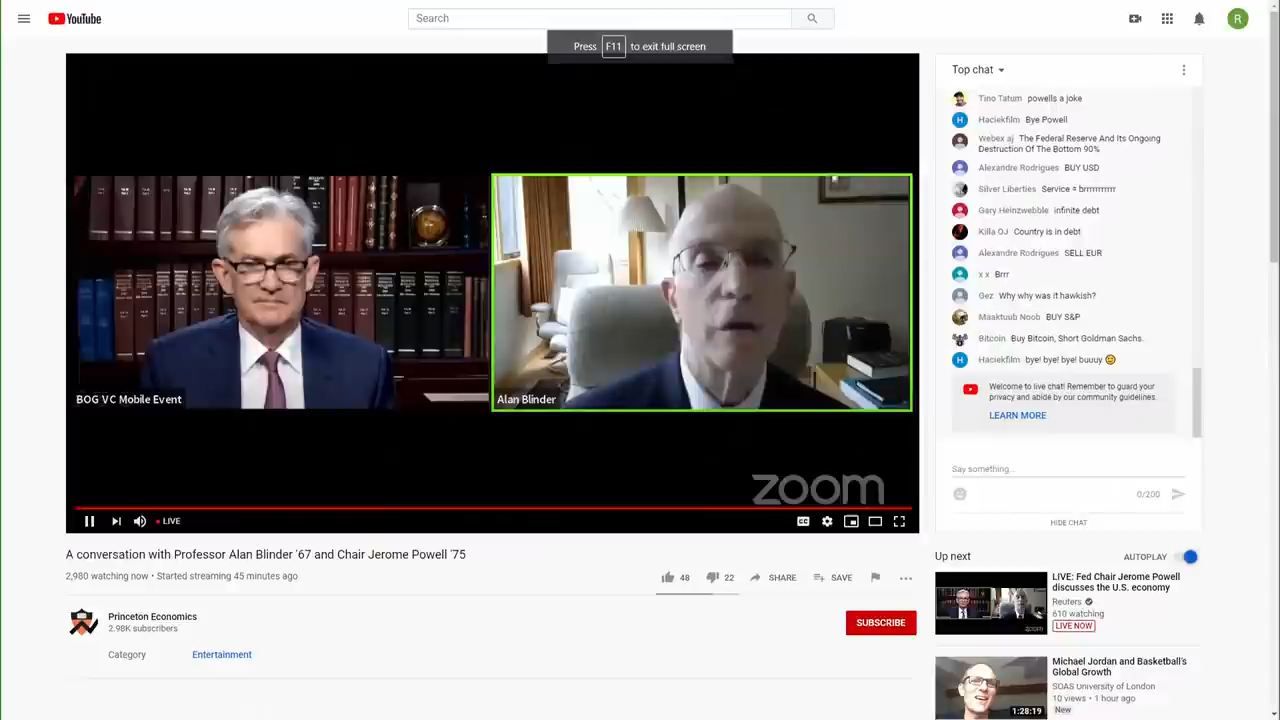 YouTube
Search
Press F11 to exit full screen
BOG VC Mobile Event
Alan Blinder
zoom
LIVE
A conversation with Professor Alan Blinder '67 and Chair Jerome Powell '75
2,980 watching now • Started streaming 45 minutes ago
48
22
SHARE
SAVE
Princeton Economics
2.98K subscribers
SUBSCRIBE
Category
Entertainment
R
Top chat
Tino Tatum powells a joke
H
Haciekfilm Bye Powell
Webex aj The Federal Reserve And Its Ongoing
Destruction Of The Bottom 90%
Alexandre Rodrigues BUY USD
Silver Liberties Service = brrrrrrrrr
Gary Heinzwebble infinite debt
Killa OJ Country is in debt
Alexandre Rodrigues SELL EUR
x x Brrr
Gez Why why was it hawkish?
Maaktuub Noob BUY S&P
Bitcoin Buy Bitcoin, Short Goldman Sachs.
H
Haciekfilm bye! bye! bye! buuuy
Welcome to live chat! Remember to guard your
privacy and abide by our community guidelines.
LEARN MORE
Say something...
0/200
HIDE CHAT
Up next
AUTOPLAY
LIVE: Fed Chair Jerome Powell
discusses the U.S. economy
Reuters
610 watching
LIVE NOW
zoom
Michael Jordan and Basketball's
Global Growth
SOAS University of London
10 views • 1 hour ago
New
1:28:19